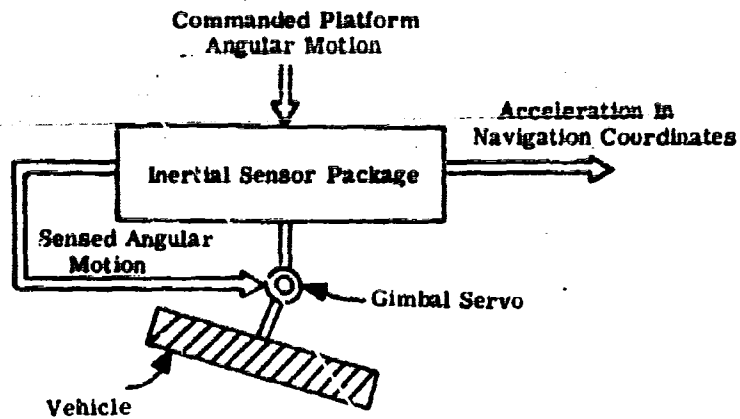 Commanded Platform
Angular Motion
Acceleration in
Navigation Coordinates
Inertial Sensor Package
Sensed Angular
Motion
Gimbal Servo
Vehicle